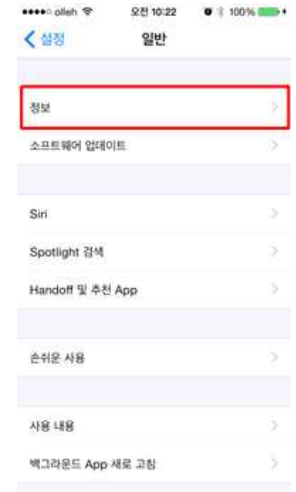 olleh 오전 10:22 100%
설정 일반
정보
소프트웨어 업데이트
Siri
Spotlight 검색
Handoff 및 추천 App
손쉬운 사용
사용 내용
백그라운드 App 새로 고침